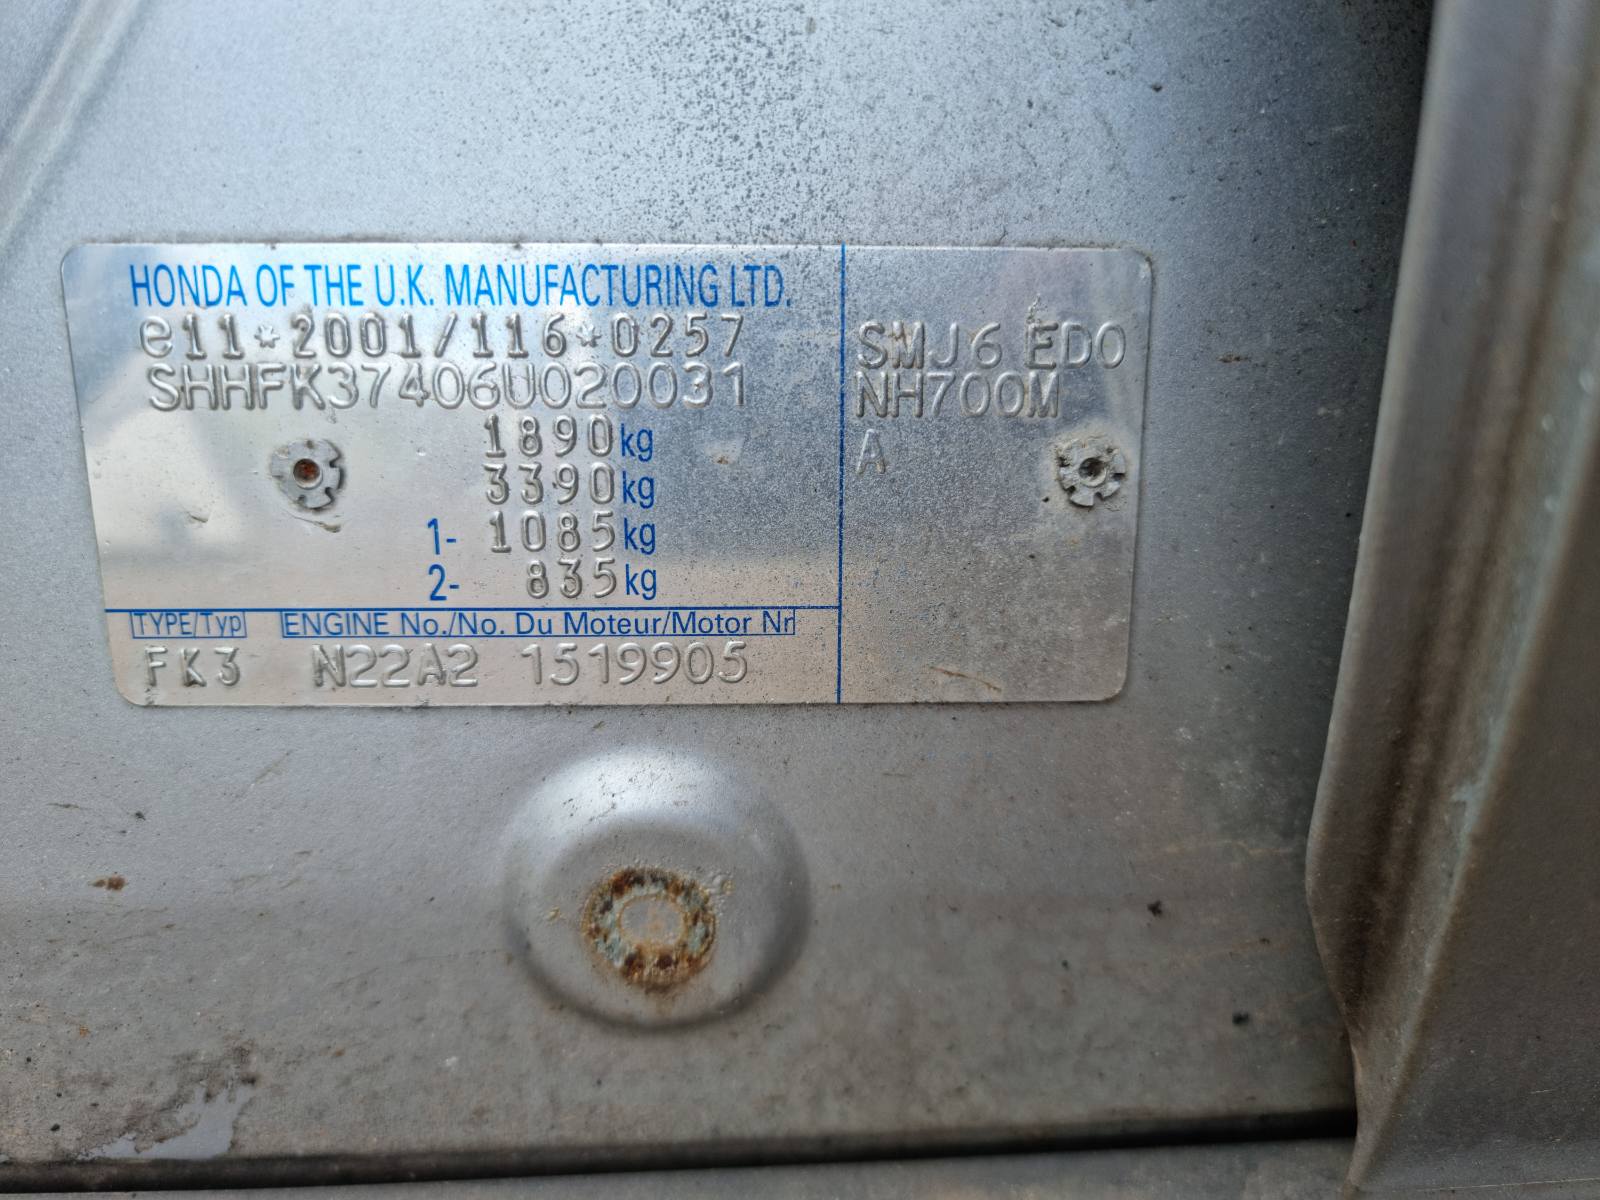 HONDA OF THE U.K. MANUFACTURING LTD.
e11*2001/116*0257
SHHFK37406U020031
1890kg
3390kg
1- 1085kg
2- 835kg
TYPE/Typ ENGINE No./No. Du Moteur/Motor Nr
FK3 N22A2 1519905
SMJ6 EDO
NH700M
A